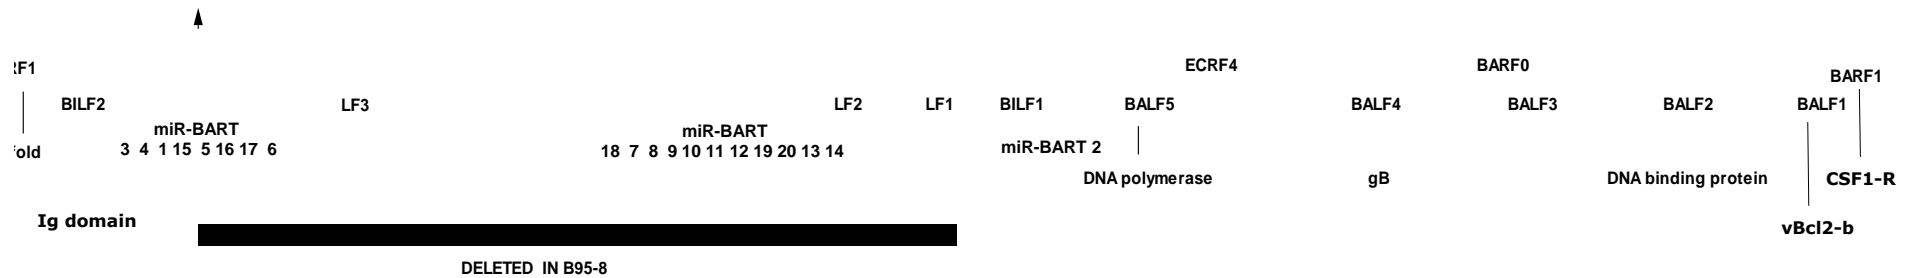 ECRF4 BARF0
RF1 BARF1
BILF2 LF3 LF2 LF1 BILF1 BALF5 BALF4 BALF3 BALF2 BALF1
miR-BART miR-BART
3 4 1 15 5 16 17 6 18 7 8 9 10 11 12 19 20 13 14 miR-BART 2
fold
DNA polymerase gB DNA binding protein CSF1-R
Ig domain vBcl2-b
DELETED IN B95-8